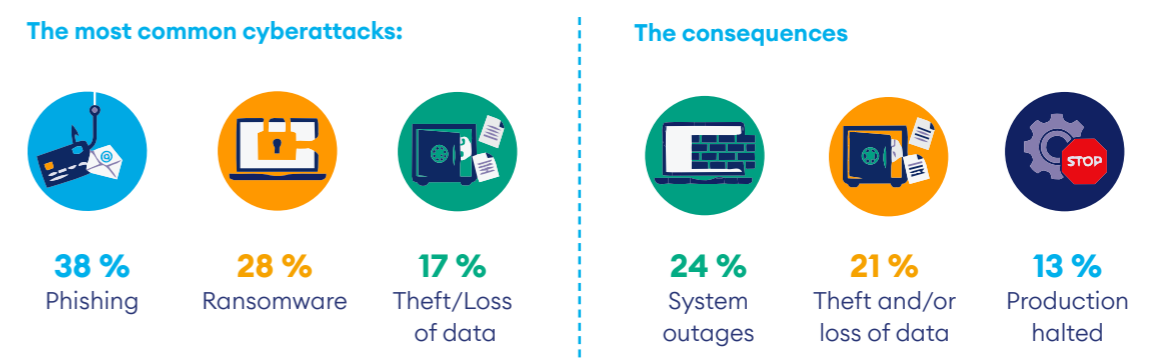 The most common cyberattacks:
38 %
Phishing
28 %
Ransomware
17 %
Theft/Loss
of data
The consequences
24 %
System
outages
21 %
Theft and/or
loss of data
STOP
13 %
Production
halted